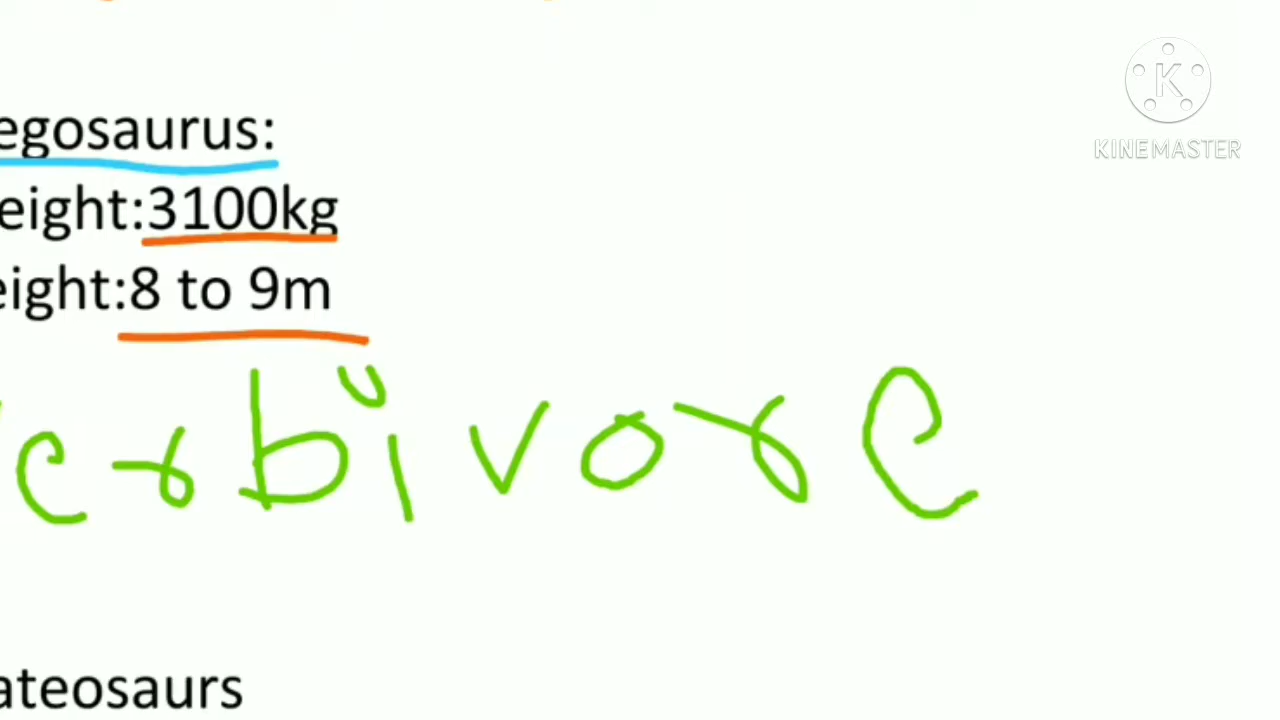 egosaurus:
eight:3100kg
eight:8 to 9m
erbivore
ateosaurs
K
KINEMASTER